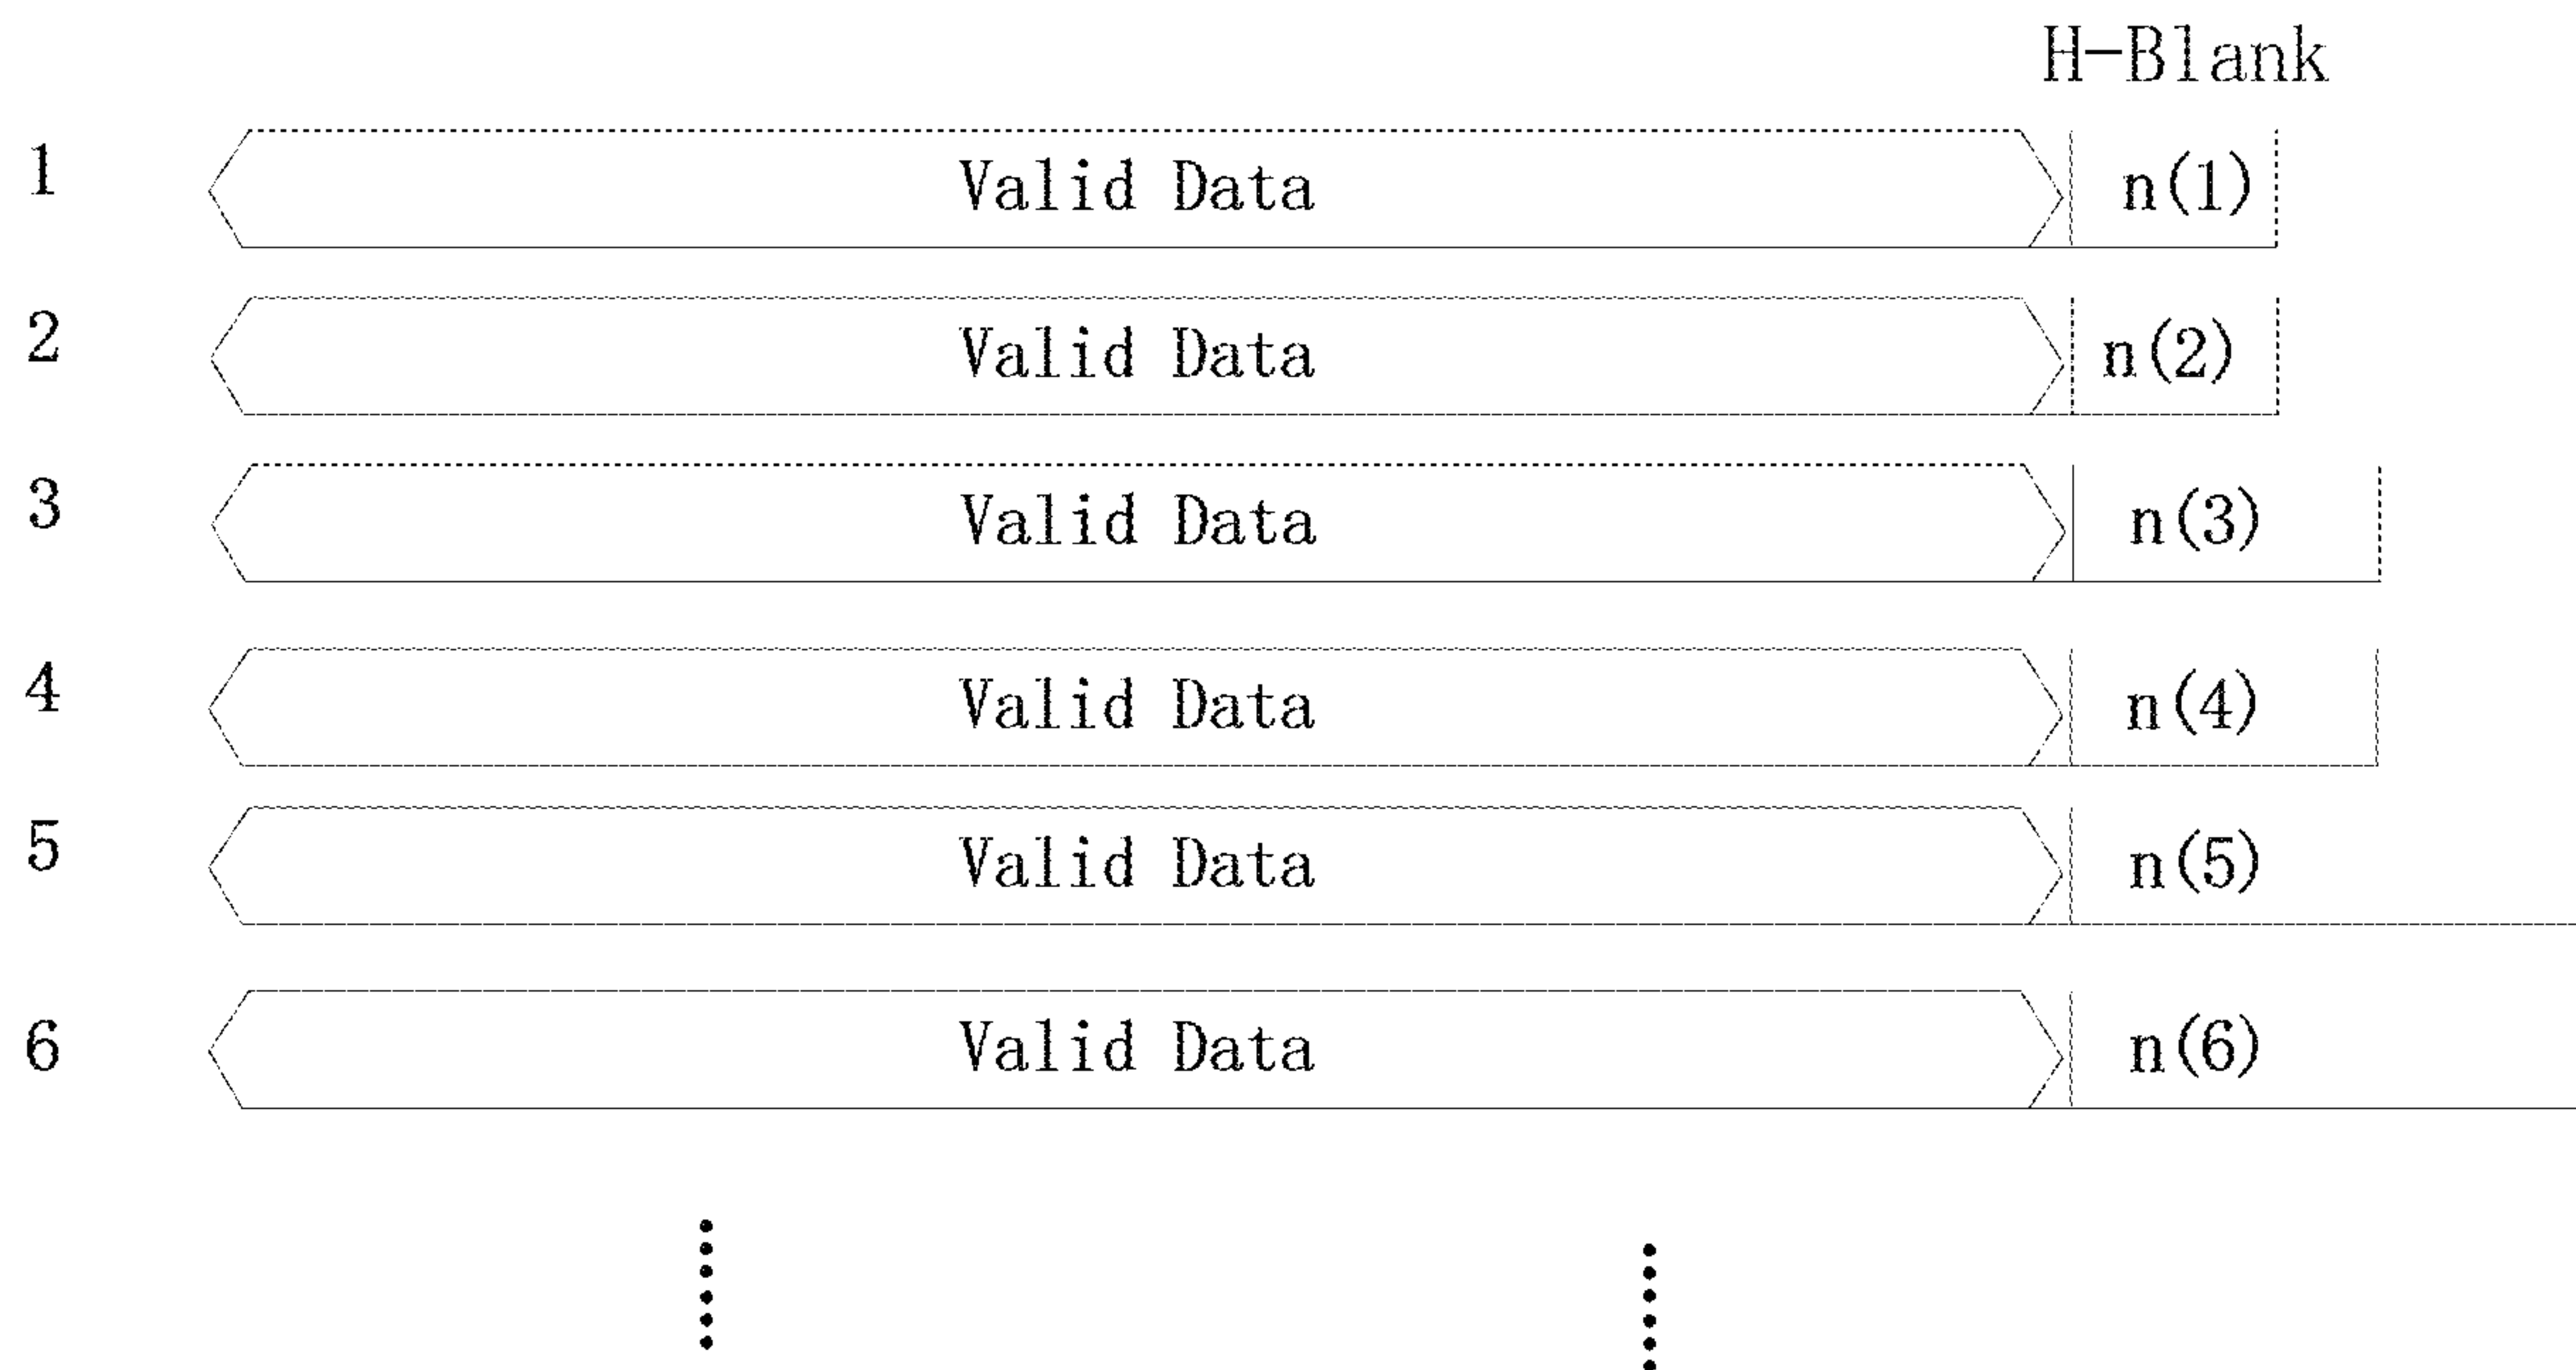 H-Blank
1 Valid Data n(1)
2 Valid Data n(2)
3 Valid Data n(3)
4 Valid Data n(4)
5 Valid Data n(5)
6 Valid Data n(6)